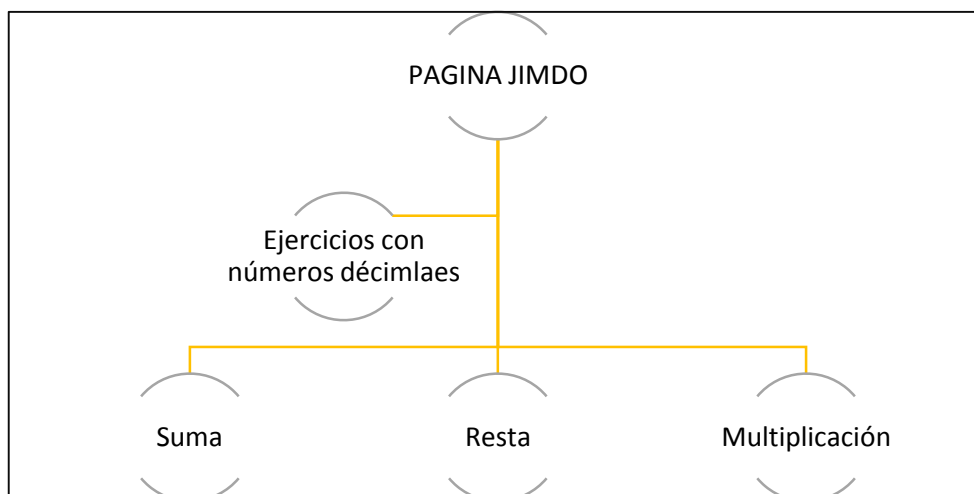 PAGINA JIMDO
Ejercicios con
números décimlaes
Suma
Resta
Multiplicación